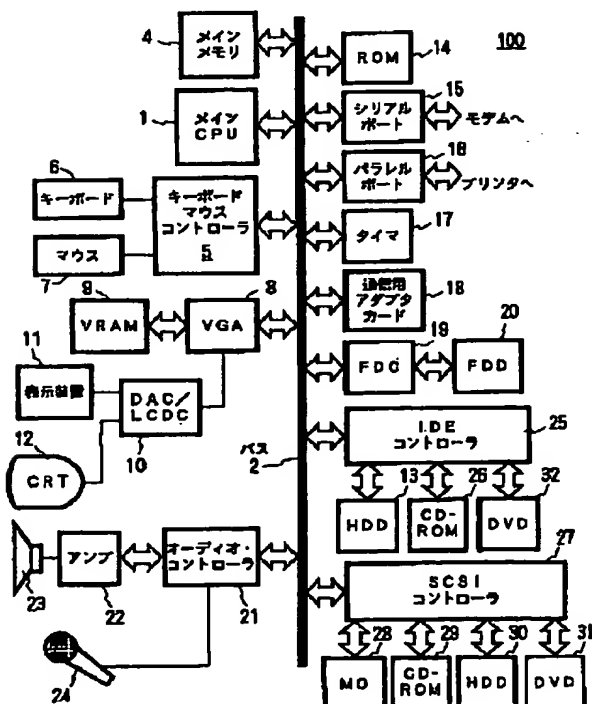 100
4
メイン
メモリ
1
メイン
CPU
6
キーボード
7
マウス
キーボード
マウス
コントローラ
5
9
VRAM
8
VGA
11
表示装置
DAC/
LCDC
10
12
CRT
バス
2
23
アンプ
22
オーディオ・
コントローラ
21
24
ROM
14
シリアル
ポート
15
モデムへ
パラレル
ポート
16
プリンタへ
タイマ
17
通信用
アダプタ
カード
18
FDC
19
FDD
20
IDE
コントローラ
25
HDD
13
CD-
ROM
26
DVD
32
SCSI
コントローラ
27
MO
28
CD-
ROM
29
HDD
30
DVD
31